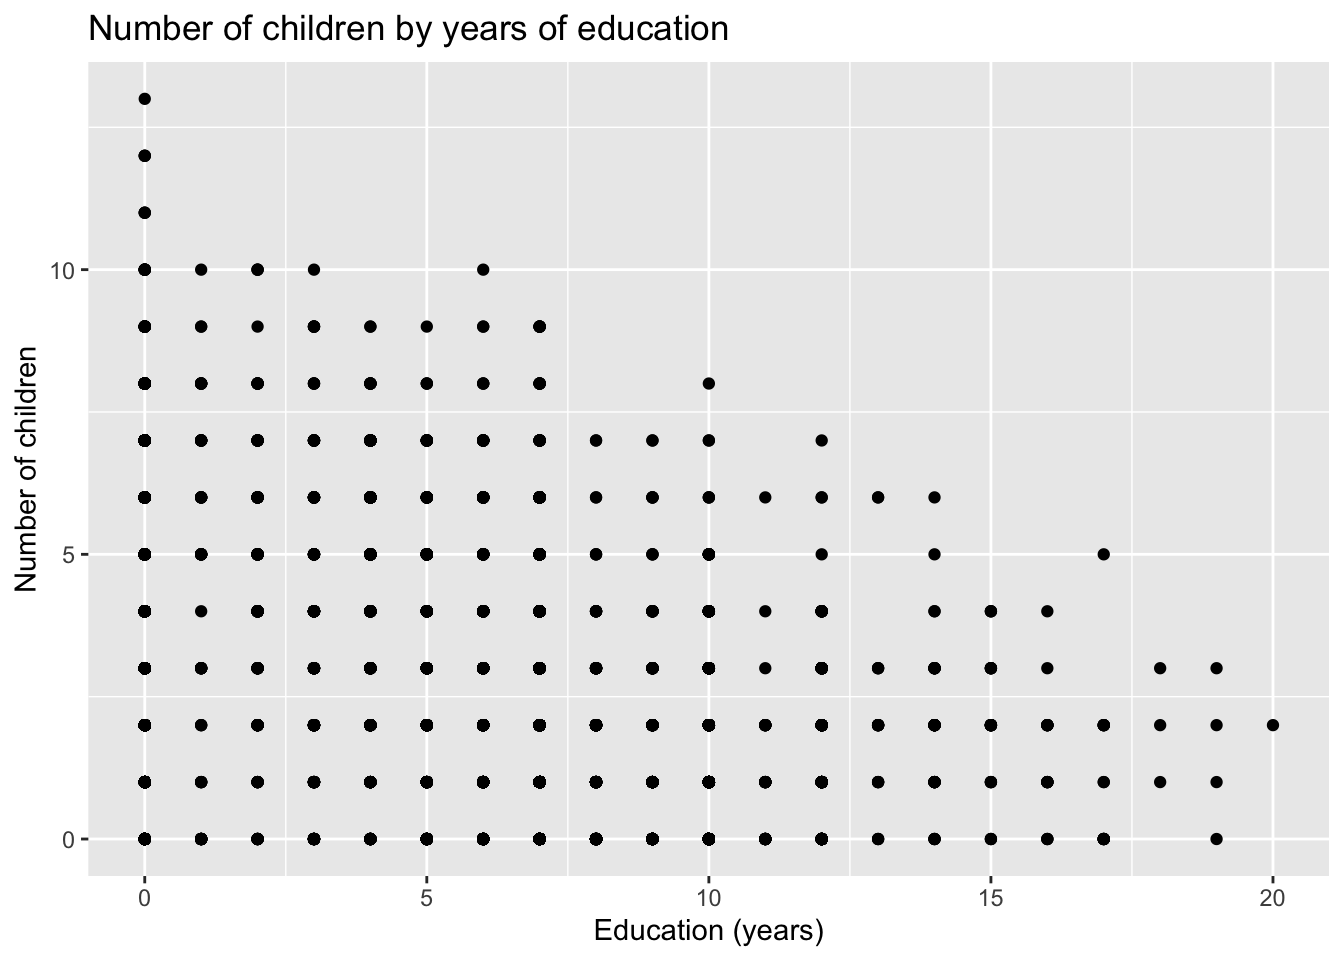 Number of children by years of education
Number of children
10
5
0
0 5 10 15 20
Education (years)